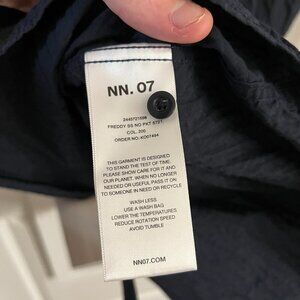 NN. 07
2445721598
FREDDY SS NO PKT 5721
COL. 200
ORDER NO.:KO07494
THIS GARMENT IS DESIGNED
TO STAND THE TEST OF TIME
PLEASE SHOW CARE FOR IT AND
OUR PLANET. WHEN NO LONGER
NEEDED OR USEFUL PASS IT ON
TO SOMEONE IN NEED OR RECYCLE
WASH LESS
USE A WASH BAG
LOWER THE TEMPERATURES
REDUCE ROTATION SPEED
AVOID TUMBLE
NN07.COM